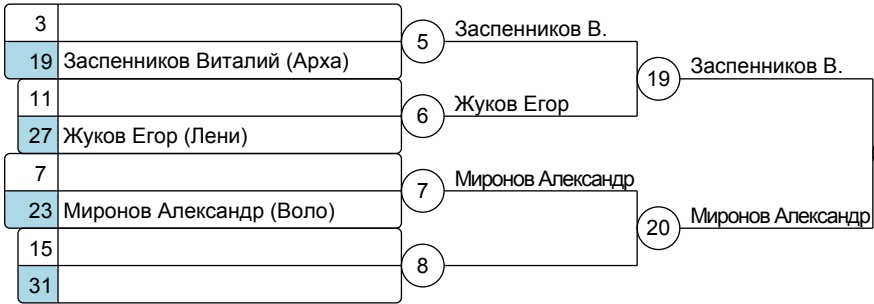 3
5
Заспенников В.
19 Заспенников Виталий (Арха)
19
Заспенников В.
11
6
Жуков Егор
27 Жуков Егор (Лени)
7
7
Миронов Александр
23 Миронов Александр (Воло)
20
Миронов Александр
15
8
31